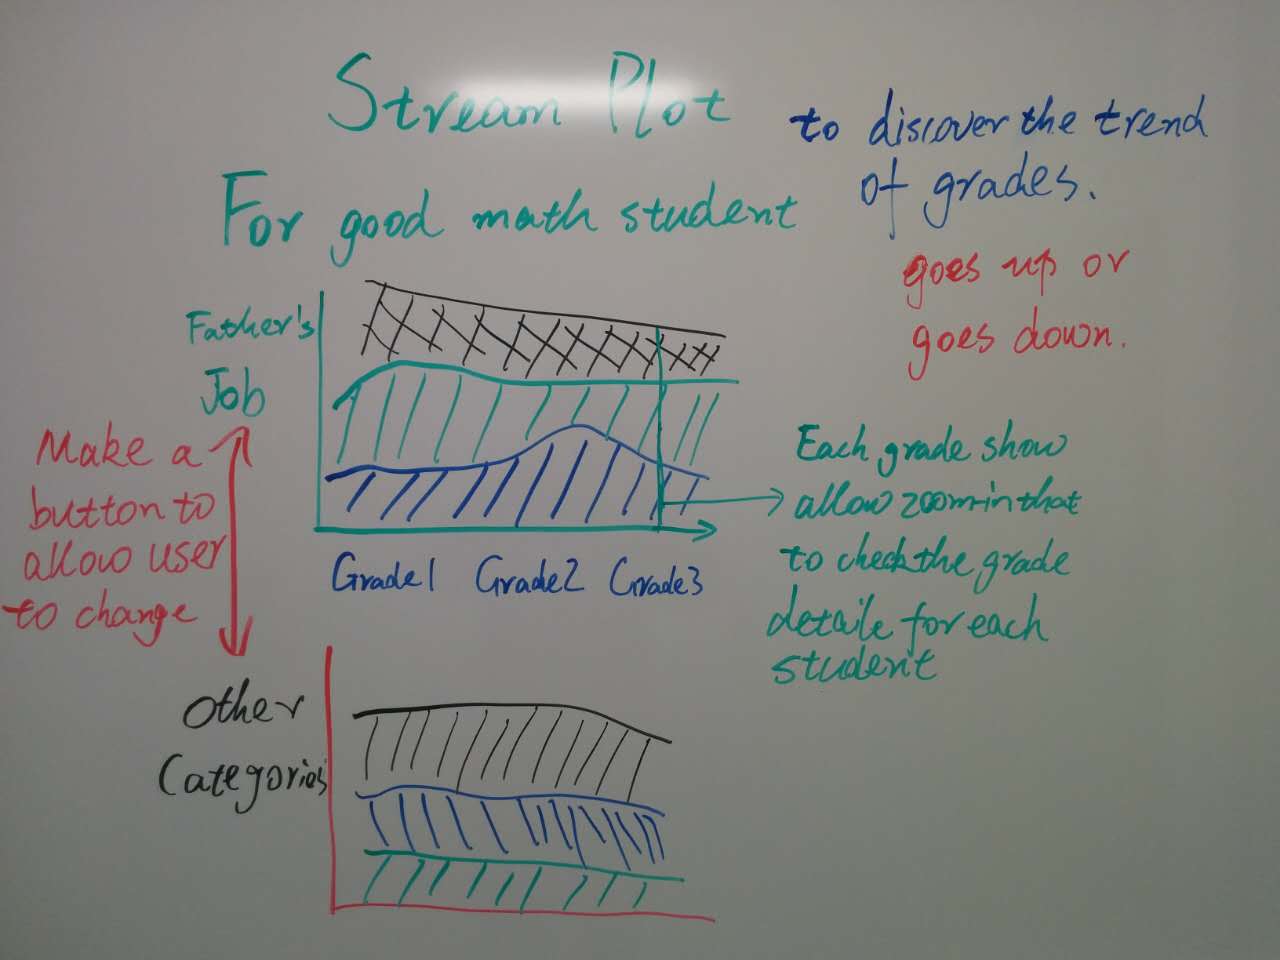 Stream Plot
to discover the trend
of grades.
For good math student
goes up or
goes down.
Father's
Job
Make a
button to
allow user
to change
Each grade show
allow zoom-in that
to check the grade
detaile for each
student
Grade1 Grade2 Grade3
Other
Categories